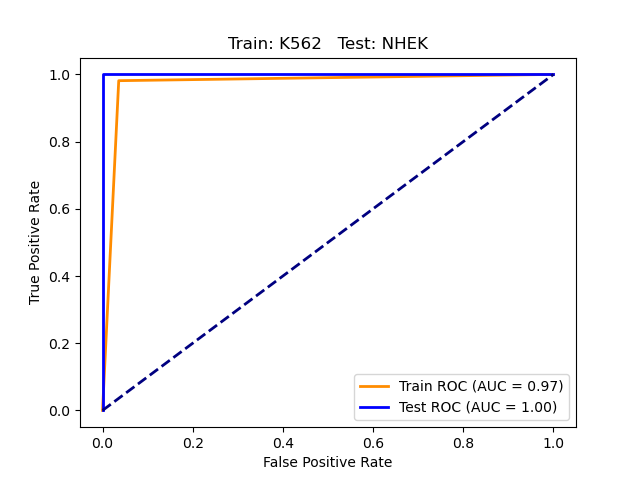 Train: K562   Test: NHEK
1.0
0.8
0.6
0.4
0.2
0.0
True Positive Rate
Train ROC (AUC = 0.97)
Test ROC (AUC = 1.00)
0.0 0.2 0.4 0.6 0.8 1.0
False Positive Rate